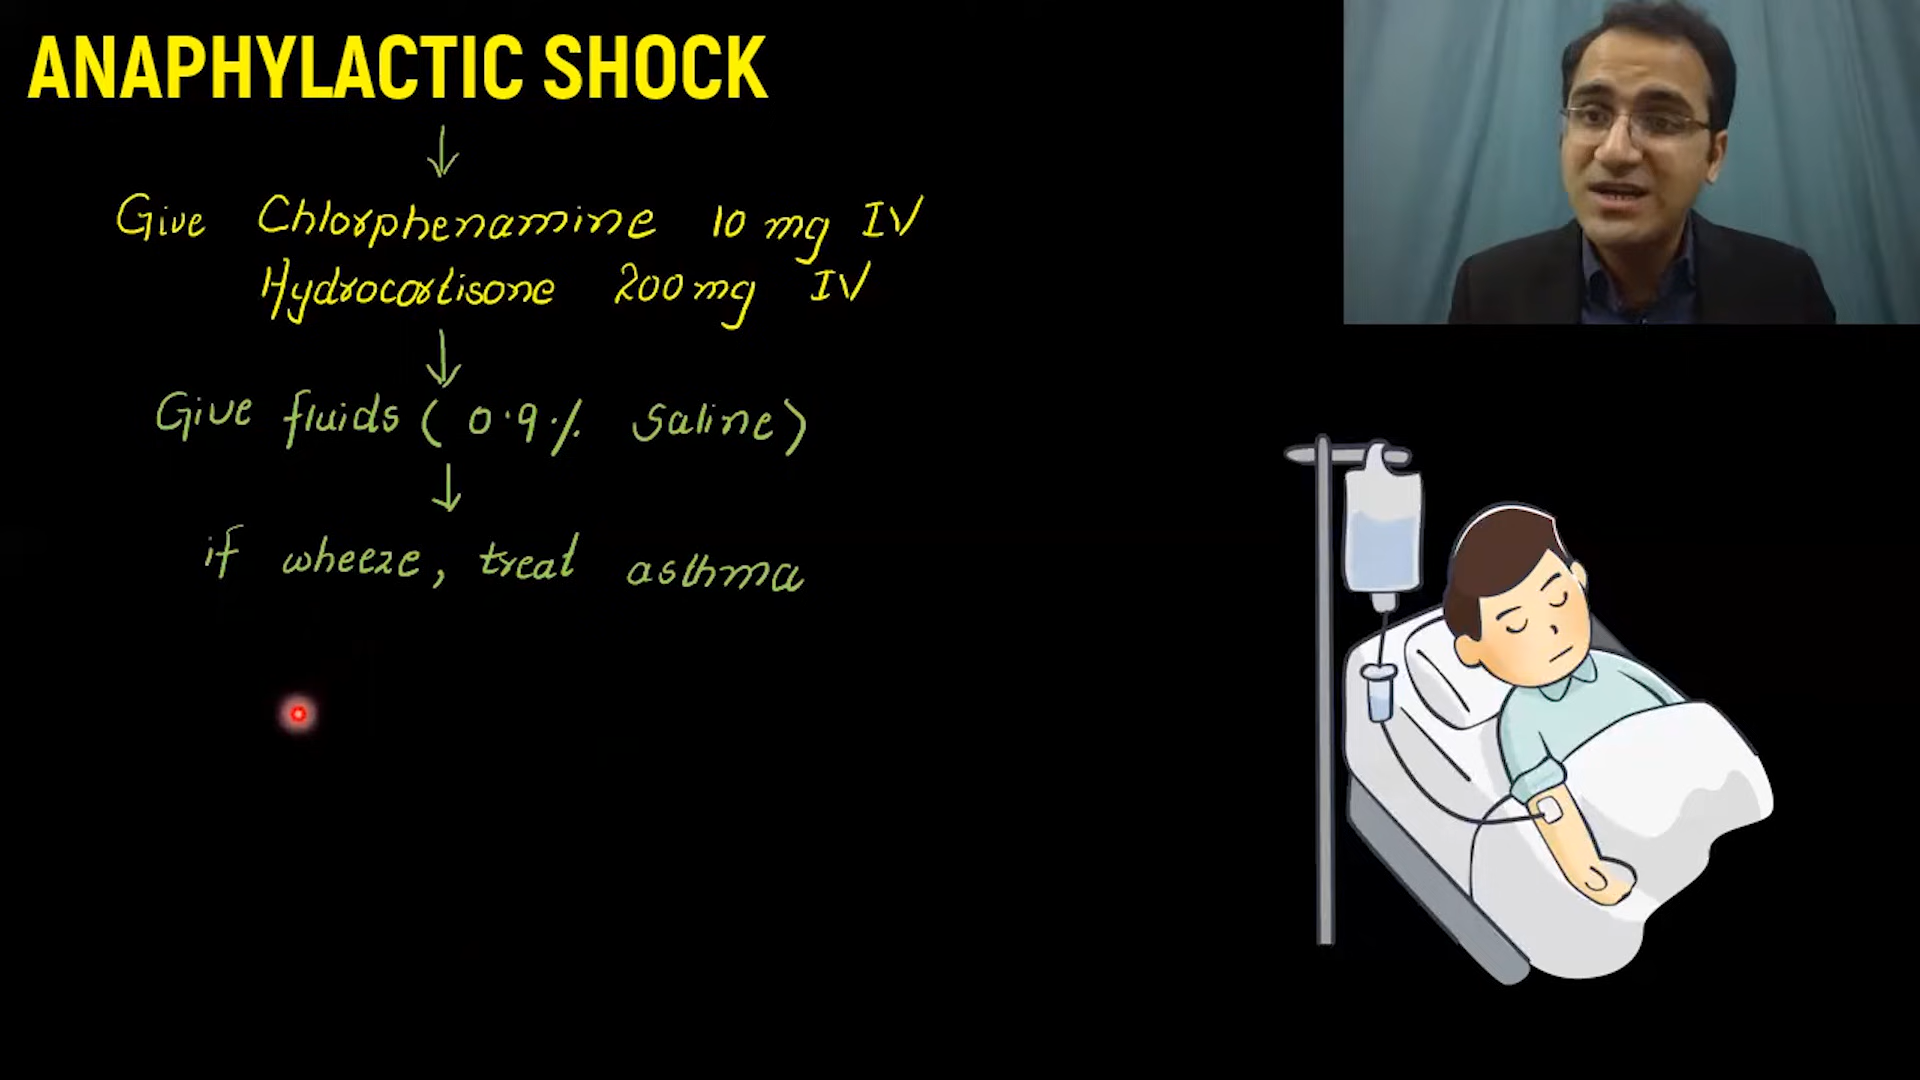 ANAPHYLACTIC SHOCK
Give Chlorphenamine 10 mg IV
Hydrocortisone 200 mg IV
Give fluids ( 0.9% saline)
if wheeze, treat asthma